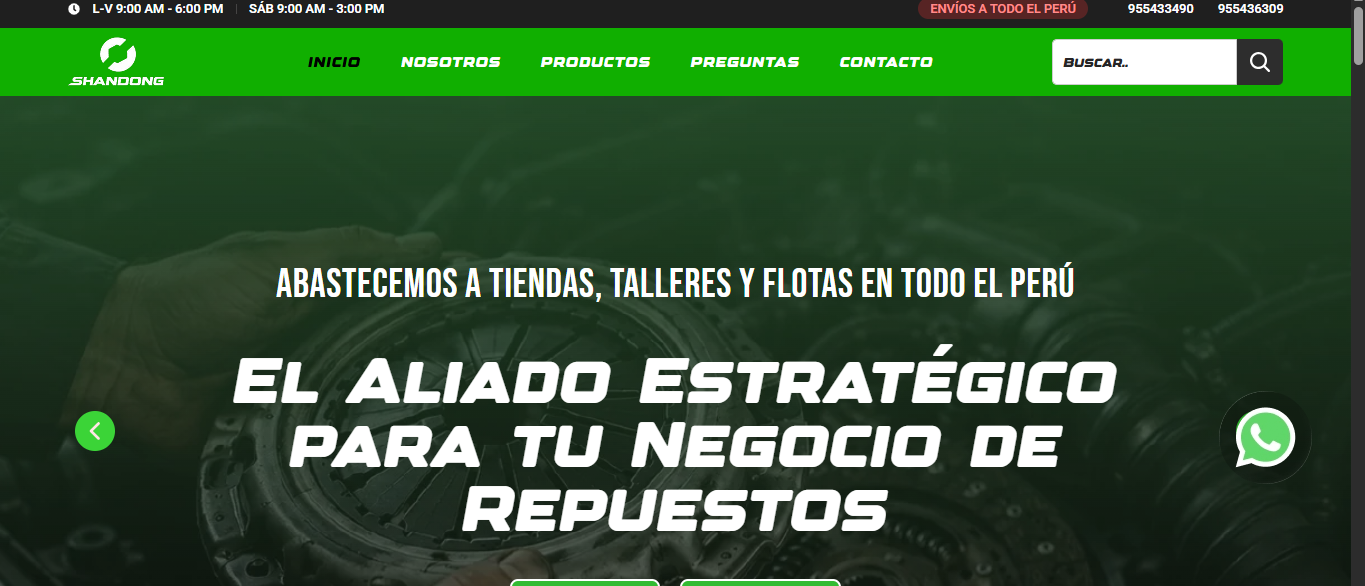 L-V 9:00 AM - 6:00 PM
SÁB 9:00 AM - 3:00 PM
ENVÍOS A TODO EL PERÚ
955433490
955436309
SHANDONG
INICIO
NOSOTROS
PRODUCTOS
PREGUNTAS
CONTACTO
BUSCAR..
ABASTECEMOS A TIENDAS, TALLERES Y FLOTAS EN TODO EL PERÚ
EL ALIADO ESTRATÉGICO
PARA TU NEGOCIO DE
REPUESTOS